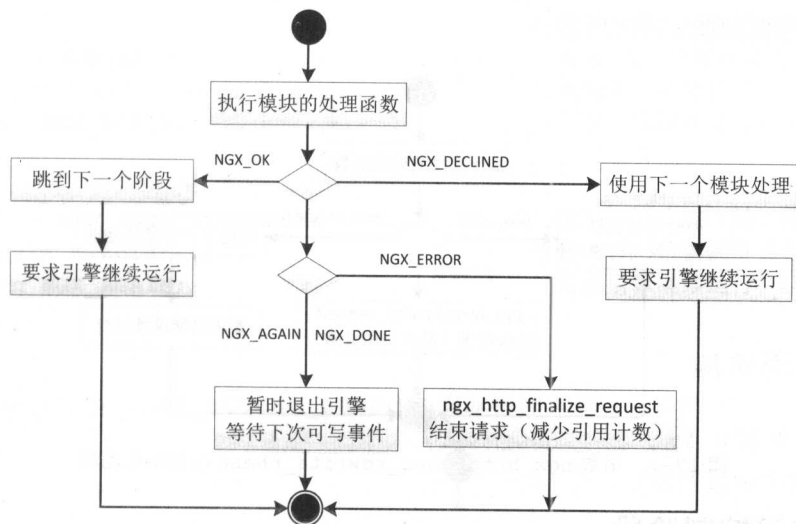 执行模块的处理函数
NGX_OK
NGX_DECLINED
跳到下一个阶段
使用下一个模块处理
要求引擎继续运行
NGX_ERROR
要求引擎继续运行
NGX_AGAIN
NGX_DONE
暂时退出引擎
等待下次可写事件
ngx_http_finalize_request
结束请求（减少引用计数）